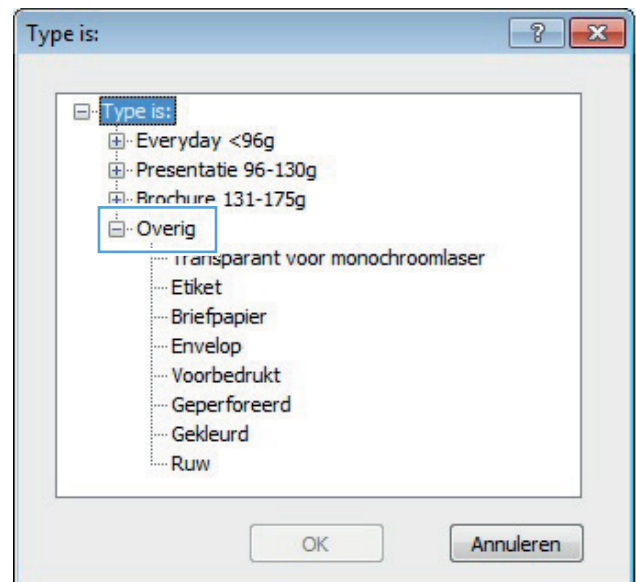 Type is:
Type is:
Everyday <96g
Presentatie 96-130g
Brochure 131-175g
Overig
Transparant voor monochroomlaser
Etiket
Briefpapier
Envelop
Voorbedrukt
Geperforeerd
Gekleurd
Ruw
OK Annuleren